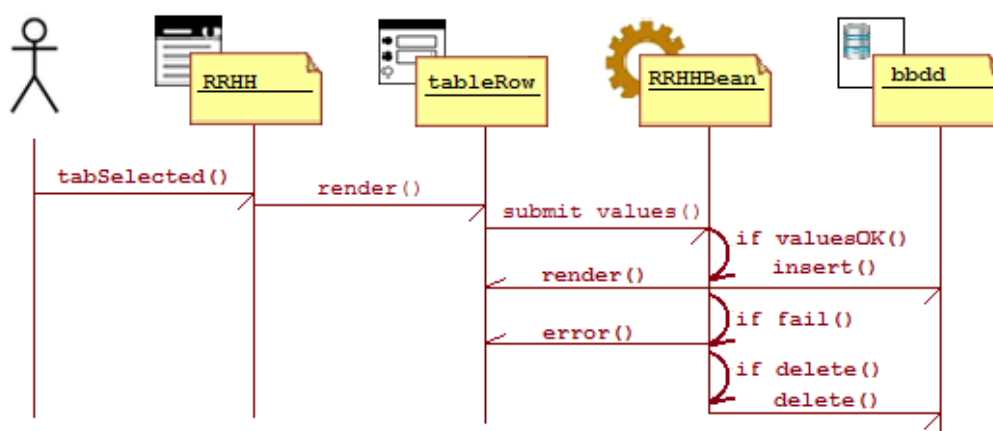 RRHH
tableRow
RRHHBean
bbdd
tabSelected()
render()
submit values()
if valuesOK()
render()
insert()
error()
if fail()
if delete()
delete()